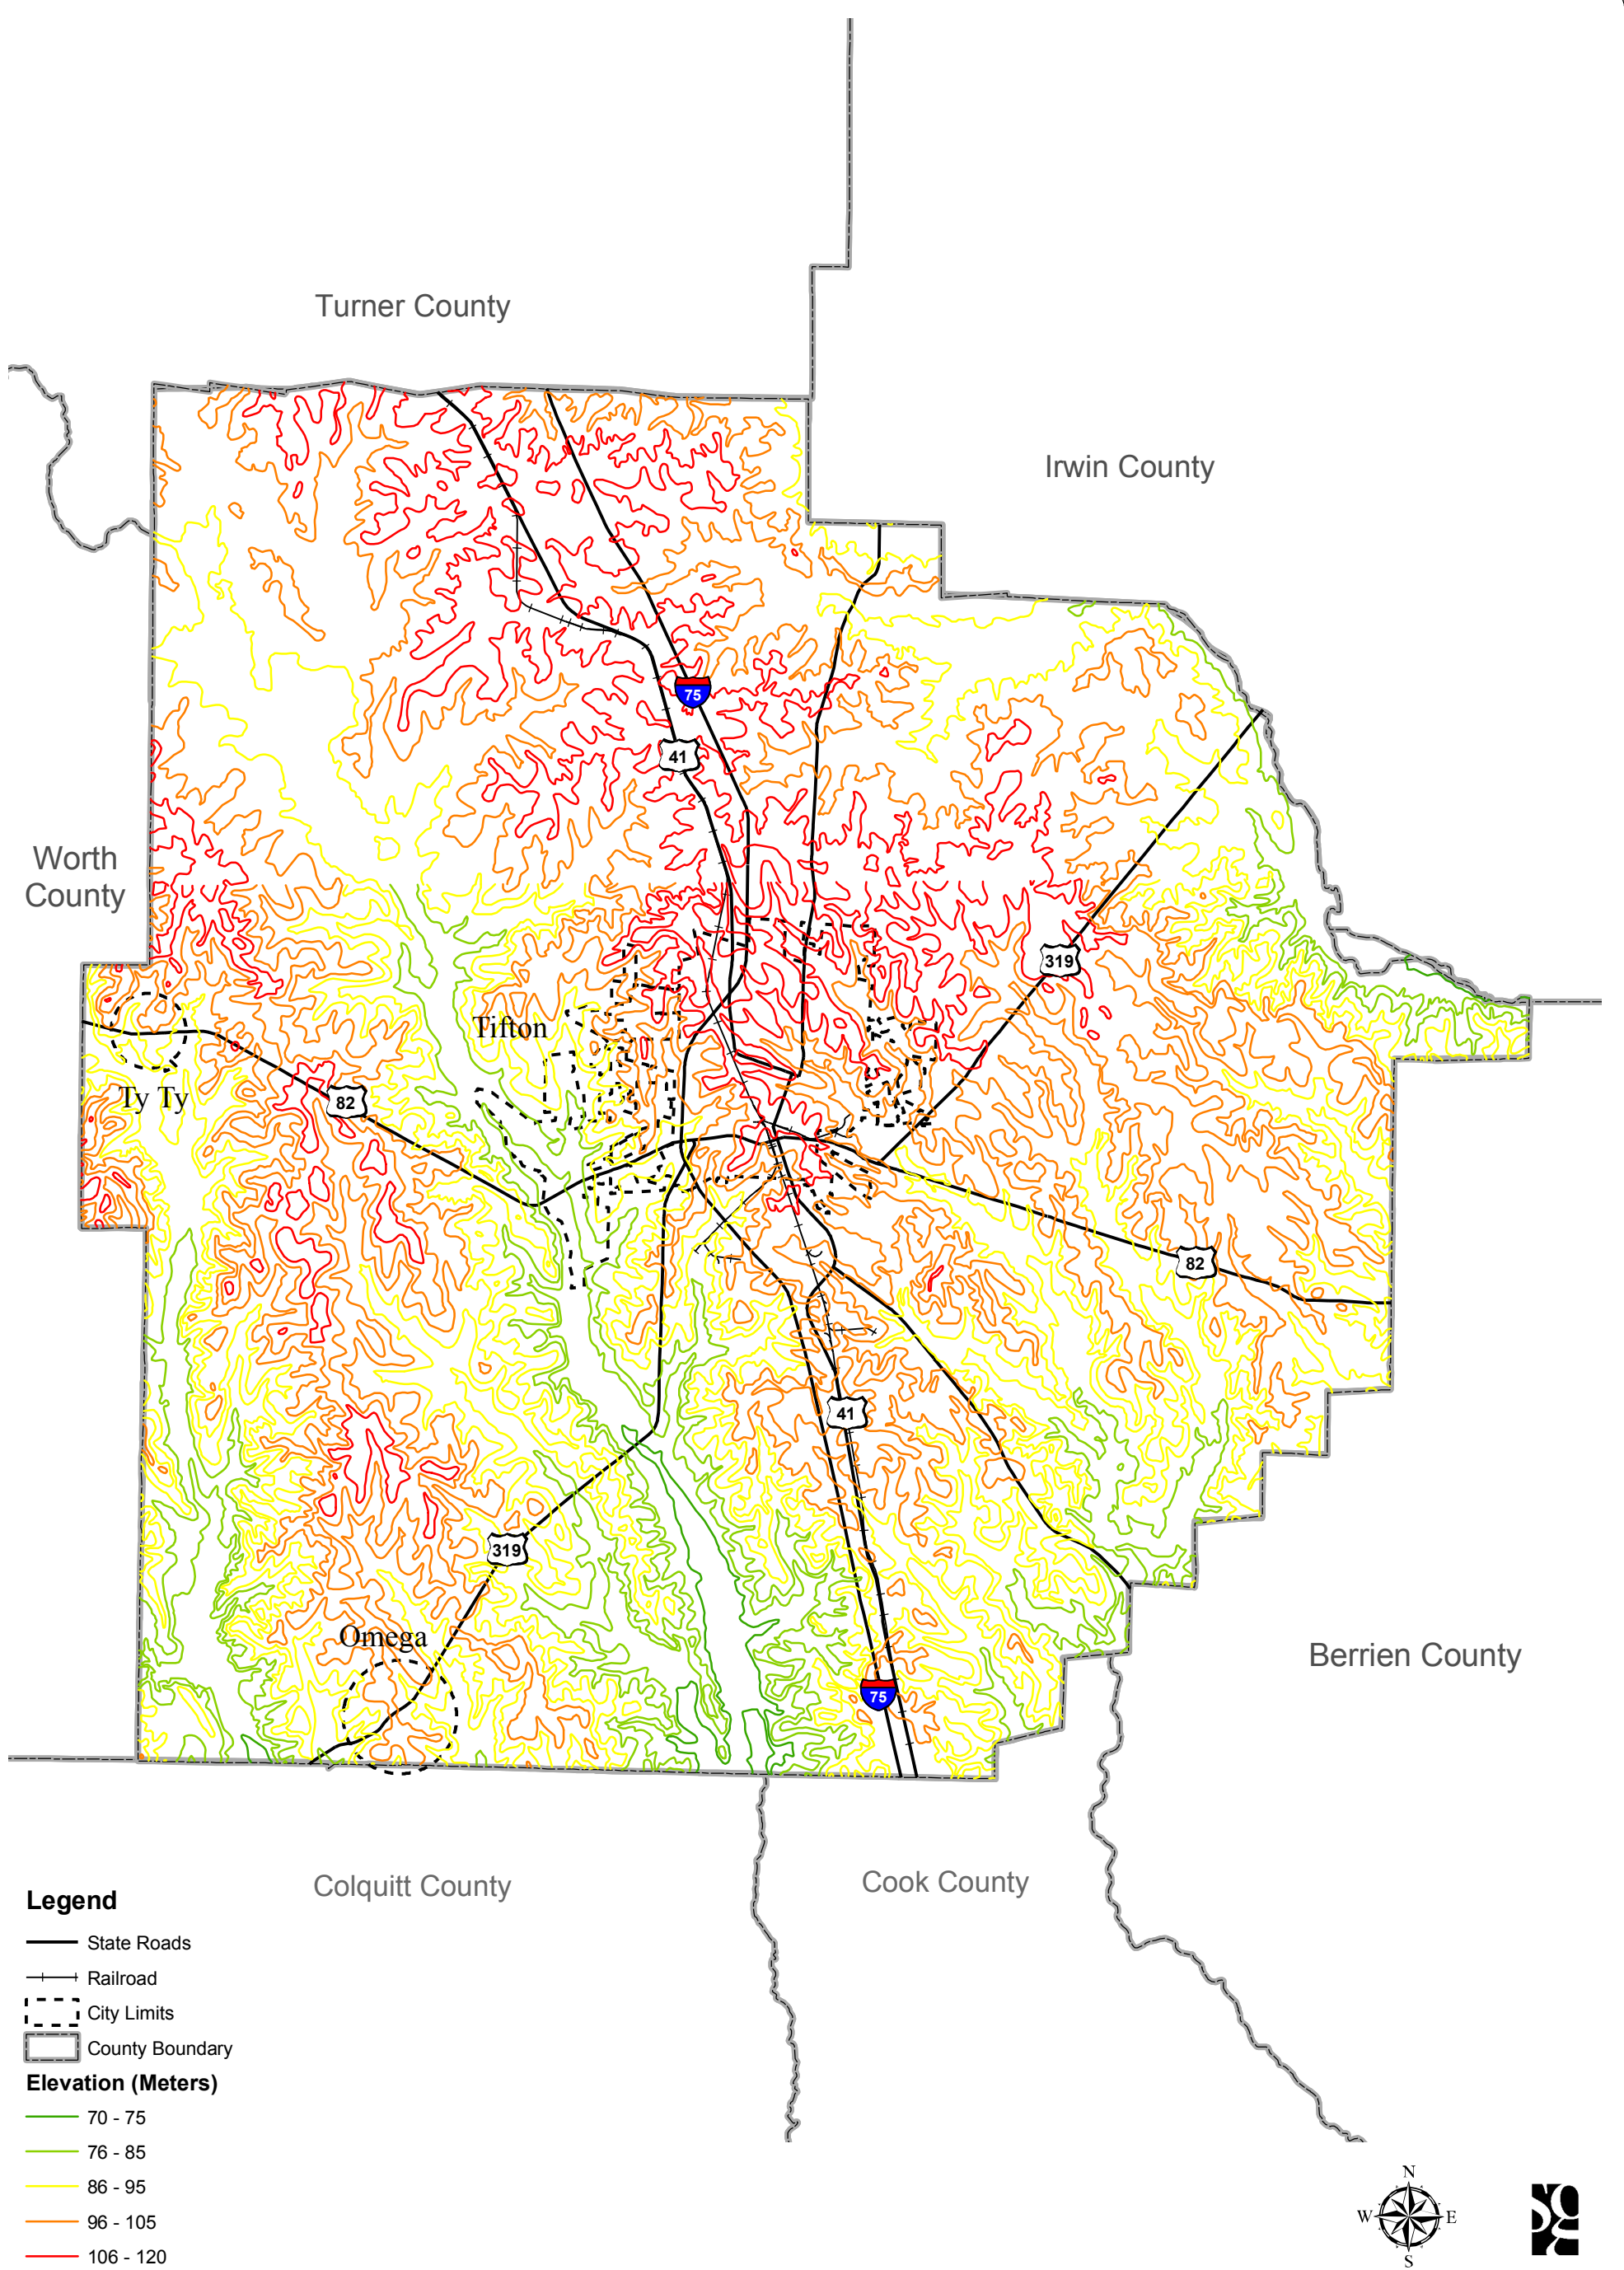 Turner County
Irwin County
75
41
Worth
County
319
Tifton
Ty Ty
82
82
41
319
Omega
Berrien County
75
Colquitt County
Cook County
Legend
State Roads
Railroad
City Limits
County Boundary
Elevation (Meters)
70 - 75
76 - 85
86 - 95
96 - 105
106 - 120
N
W
E
S